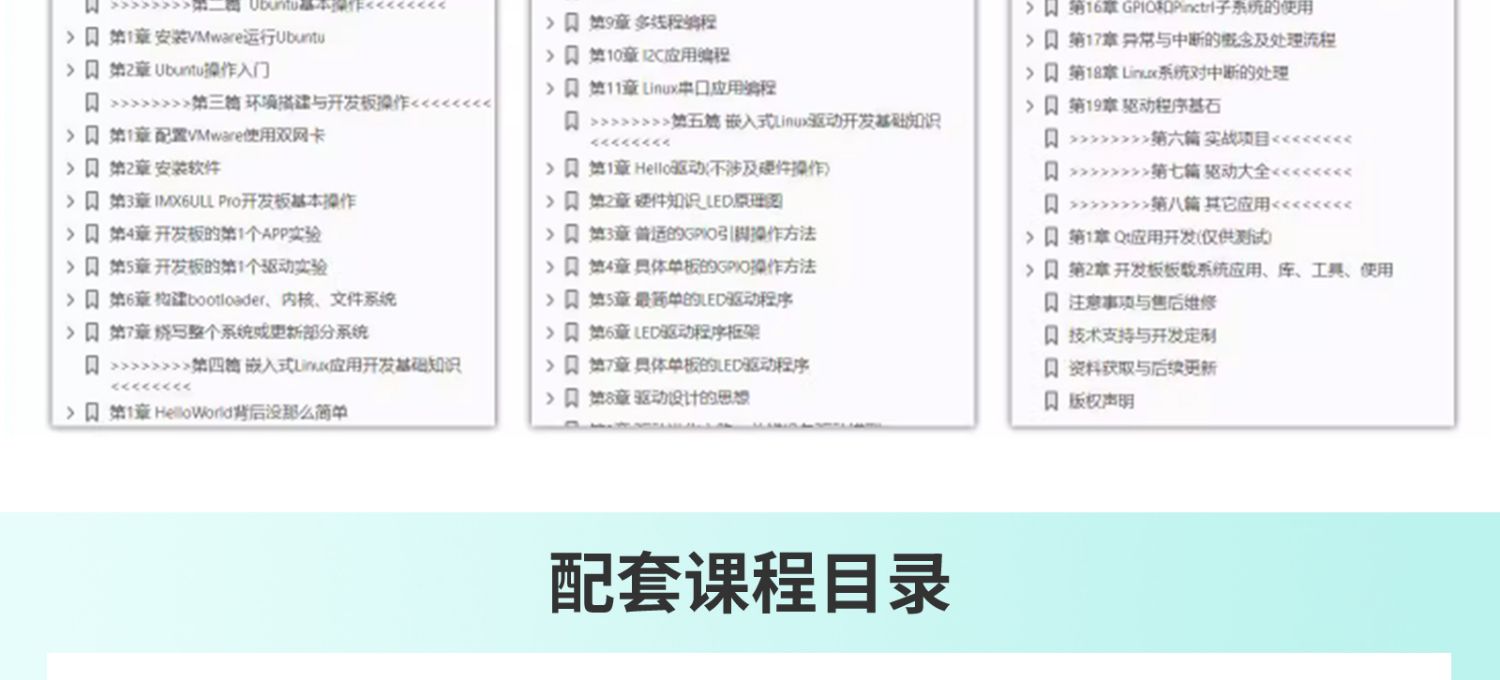 >>>>>>>>第二篇 Ubuntu基本操作<<<<<<<<
第1章 安装VMware运行Ubuntu
第2章 Ubuntu操作入门
>>>>>>>>第三篇 环境搭建与开发板操作<<<<<<<<
第1章 配置VMware使用双网卡
第2章 安装软件
第3章 IMX6ULL Pro开发板基本操作
第4章 开发板的第1个APP实验
第5章 开发板的第1个驱动实验
第6章 构建bootloader、内核、文件系统
第7章 烧写整个系统或更新部分系统
>>>>>>>>第四篇 嵌入式Linux应用开发基础知识
<<<<<<<<
第1章 HelloWorld背后没那么简单
第9章 多线程编程
第10章 I2C应用编程
第11章 Linux串口应用编程
>>>>>>>>第五篇 嵌入式Linux驱动开发基础知识
<<<<<<<<
第1章 Hello驱动(不涉及硬件操作)
第2章 硬件知识_LED原理图
第3章 普适的GPIO引脚操作方法
第4章 具体单板的GPIO操作方法
第5章 最简单的LED驱动程序
第6章 LED驱动程序框架
第7章 具体单板的LED驱动程序
第8章 驱动设计的思想
第16章 GPIO和Pinctrl子系统的使用
第17章 异常与中断的概念及处理流程
第18章 Linux系统对中断的处理
第19章 驱动程序基石
>>>>>>>>第六篇 实战项目<<<<<<<<
>>>>>>>>第七篇 驱动大全<<<<<<<<
>>>>>>>>第八篇 其它应用<<<<<<<<
第1章 Qt应用开发(仅供测试)
第2章 开发板板载系统应用、库、工具、使用
注意事项与售后维修
技术支持与开发定制
资料获取与后续更新
版权声明
配套课程目录